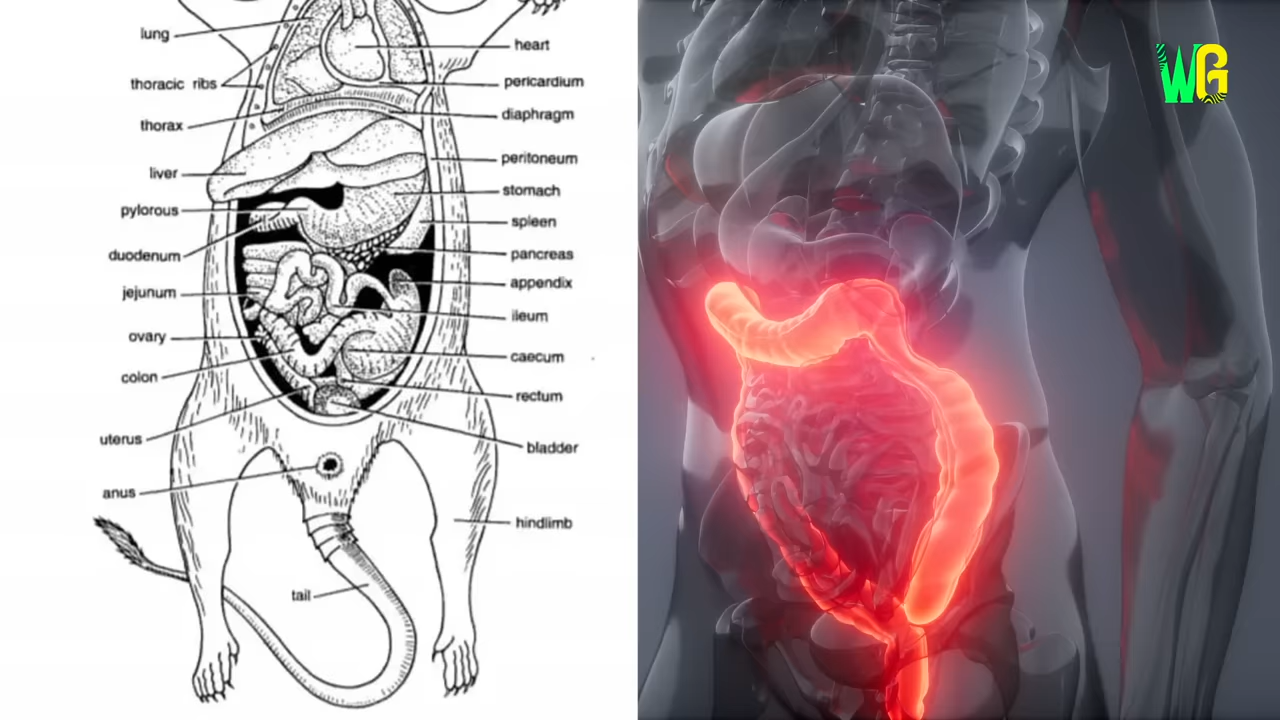 lung
thoracic ribs
thorax
liver
pylorous
duodenum
jejunum
ovary
colon
uterus
anus
tail
heart
pericardium
diaphragm
peritoneum
stomach
spleen
pancreas
appendix
ileum
caecum
rectum
bladder
hindlimb
WG